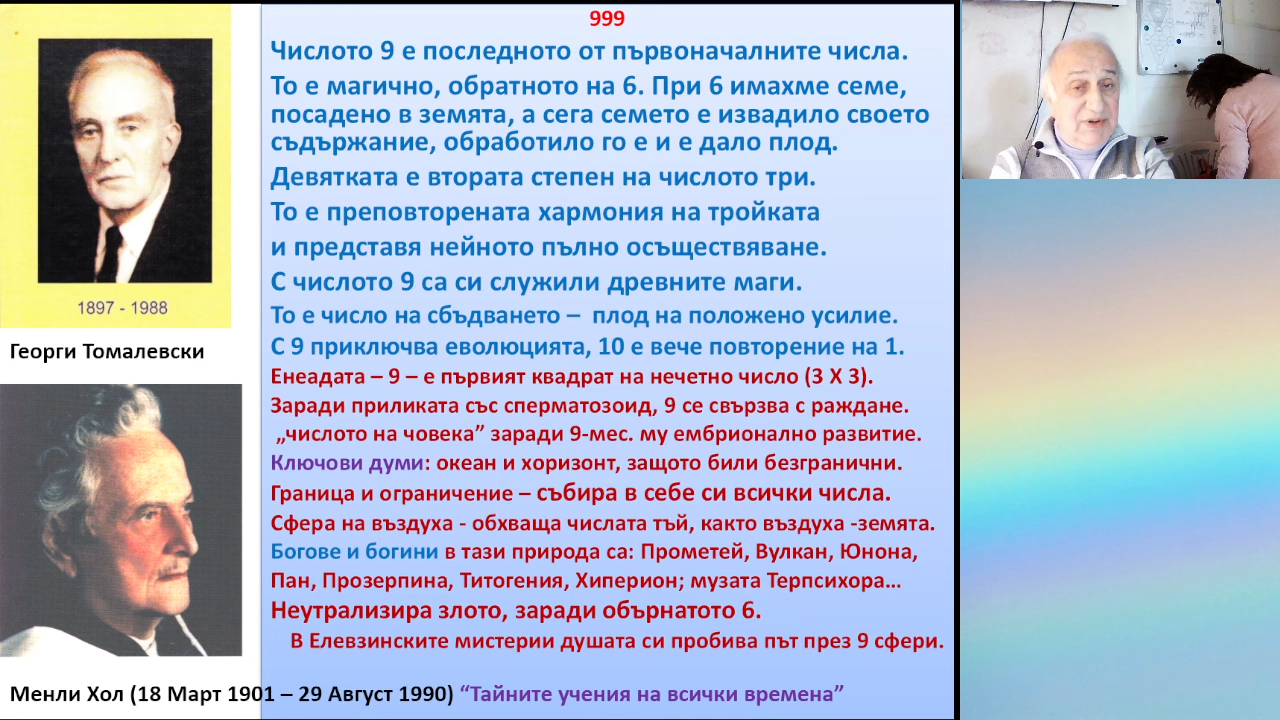 999
Числото 9 е последното от първоначалните числа.
То е магично, обратното на 6. При 6 имахме семе,
посадено в земята, а сега семето е извадило своето
съдържание, обработило го е и е дало плод.
Девятката е втората степен на числото три.
То е преповторената хармония на тройката
и представя нейното пълно осъществяване.
С числото 9 са си служили древните маги.
То е число на сбъдването – плод на положено усилие.
С 9 приключва еволюцията, 10 е вече повторение на 1.
Енеадата – 9 – е първият квадрат на нечетно число (3 X 3).
Заради приликата със сперматозоид, 9 се свързва с раждане.
„числото на човека” заради 9-мес. му ембрионално развитие.
Ключови думи: океан и хоризонт, защото били безгранични.
Граница и ограничение – събира в себе си всички числа.
Сфера на въздуха - обхваща числата тъй, както въздуха -земята.
Богове и богини в тази природа са: Прометей, Вулкан, Юнона,
Пан, Прозерпина, Титогения, Хиперион; музата Терпсихора…
Неутрализира злото, заради обърнатото 6.
В Елевзинските мистерии душата си пробива път през 9 сфери.
1897 - 1988
Георги Томалевски
Менли Хол (18 Март 1901 – 29 Август 1990) “Тайните учения на всички времена”